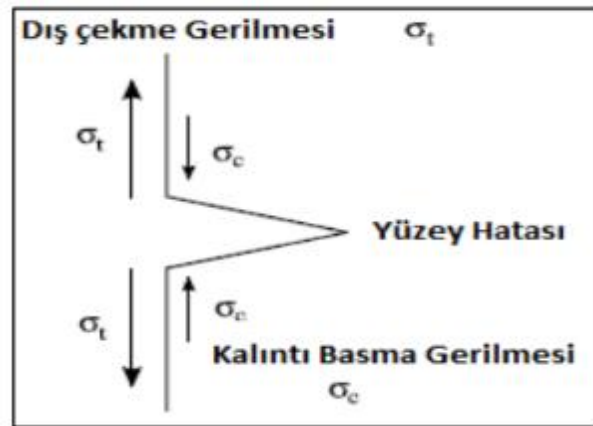 Dış çekme Gerilmesi σt
σt
σc
Yüzey Hatası
σt
σc
Kalıntı Basma Gerilmesi
σc